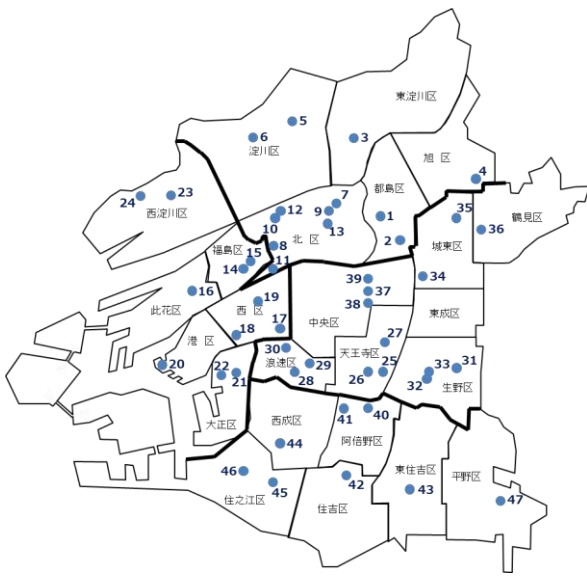 東淀川区
5
6
3
淀川区
旭 区
4
24
23
西淀川区
7
12
9
10
13
北 区
都島区
1
2
35
36
鶴見区
城東区
福島区
8
15
14
11
16
此花区
19
西 区
17
18
39
37
38
中央区
34
東成区
港 区
20
22
21
大正区
30
浪速区
29
28
27
天王寺区
25
26
33
31
32
生野区
西成区
44
41
40
阿倍野区
46
45
住之江区
42
住吉区
東住吉区
43
平野区
47